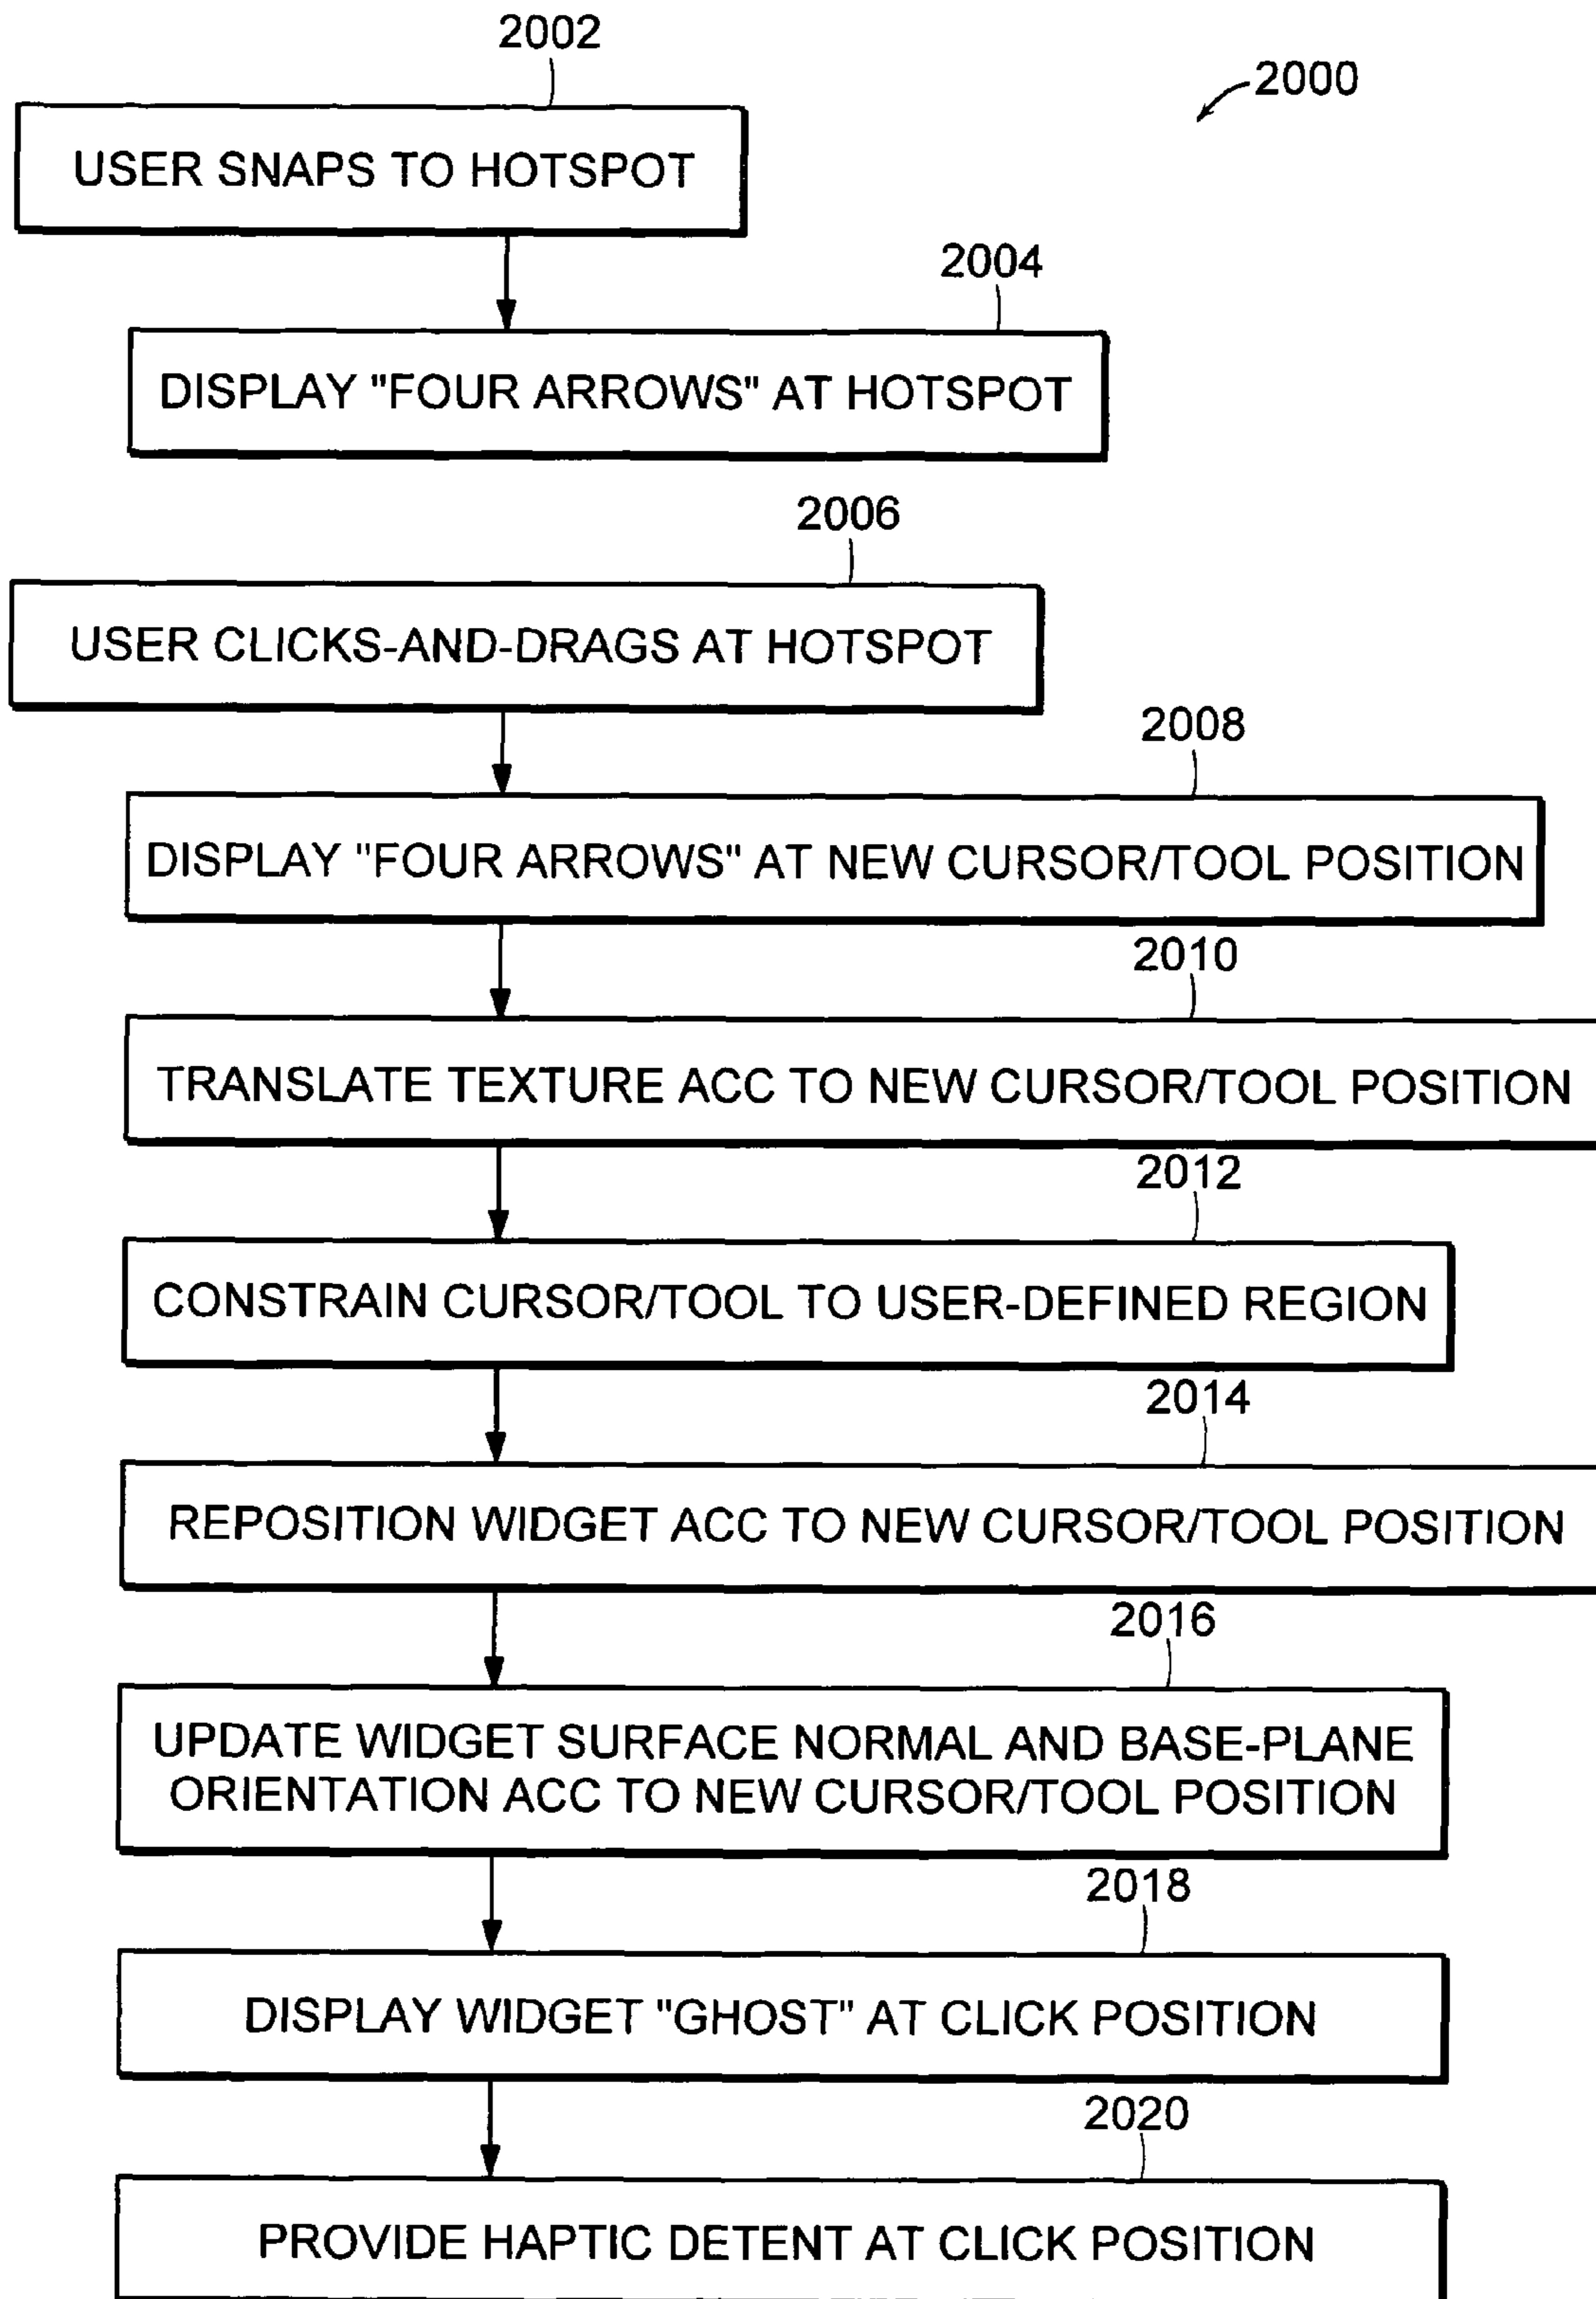 2002
2000
USER SNAPS TO HOTSPOT
2004
DISPLAY "FOUR ARROWS" AT HOTSPOT
2006
USER CLICKS-AND-DRAGS AT HOTSPOT
2008
DISPLAY "FOUR ARROWS" AT NEW CURSOR/TOOL POSITION
2010
TRANSLATE TEXTURE ACC TO NEW CURSOR/TOOL POSITION
2012
CONSTRAIN CURSOR/TOOL TO USER-DEFINED REGION
2014
REPOSITION WIDGET ACC TO NEW CURSOR/TOOL POSITION
2016
UPDATE WIDGET SURFACE NORMAL AND BASE-PLANE
ORIENTATION ACC TO NEW CURSOR/TOOL POSITION
2018
DISPLAY WIDGET "GHOST" AT CLICK POSITION
2020
PROVIDE HAPTIC DETENT AT CLICK POSITION